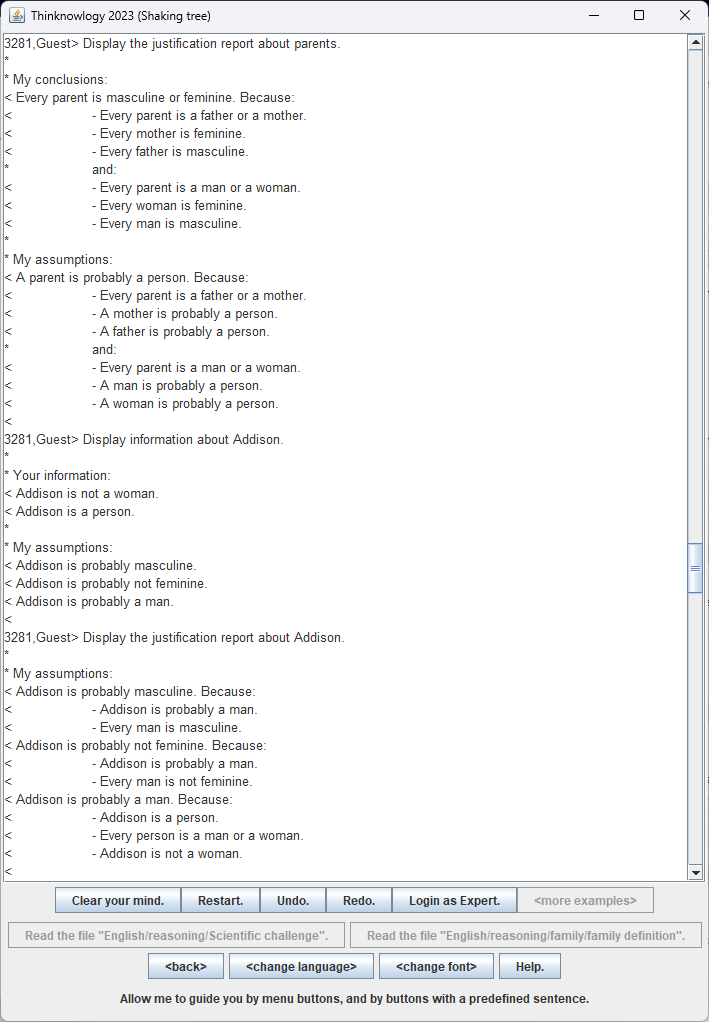 Thinknowlogy 2023 (Shaking tree)
3281,Guest> Display the justification report about parents.
*
* My conclusions:
< Every parent is masculine or feminine. Because:
< - Every parent is a father or a mother.
< - Every mother is feminine.
< - Every father is masculine.
* and:
< - Every parent is a man or a woman.
< - Every woman is feminine.
< - Every man is masculine.
*
* My assumptions:
< A parent is probably a person. Because:
< - Every parent is a father or a mother.
< - A mother is probably a person.
< - A father is probably a person.
* and:
< - Every parent is a man or a woman.
< - A man is probably a person.
< - A woman is probably a person.
<
3281,Guest> Display information about Addison.
*
* Your information:
< Addison is not a woman.
< Addison is a person.
*
* My assumptions:
< Addison is probably masculine.
< Addison is probably not feminine.
< Addison is probably a man.
<
3281,Guest> Display the justification report about Addison.
*
* My assumptions:
< Addison is probably masculine. Because:
< - Addison is probably a man.
< - Every man is masculine.
< Addison is probably not feminine. Because:
< - Addison is probably a man.
< - Every man is not feminine.
< Addison is probably a man. Because:
< - Addison is a person.
< - Every person is a man or a woman.
< - Addison is not a woman.
<
Clear your mind. Restart. Undo. Redo. Login as Expert. <more examples>
Read the file "English/reasoning/Scientific challenge". Read the file "English/reasoning/family/family definition".
<back> <change language> <change font> Help.
Allow me to guide you by menu buttons, and by buttons with a predefined sentence.